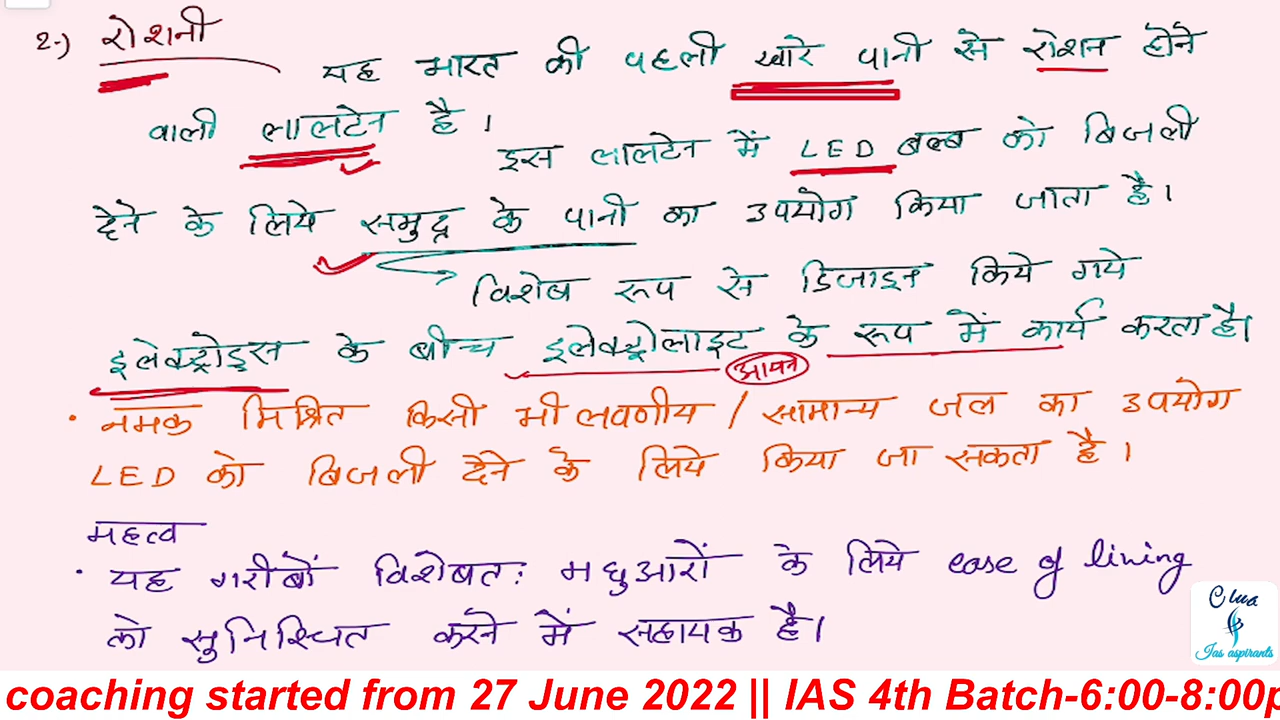 2.) रोशनी
यह भारत की पहली खारे पानी से रोशन होने
वाली लालटेन है।
इस लालटेन में LED बल्ब को बिजली
देने के लिये समुद्र के पानी का उपयोग किया जाता है।
विशेष रूप से डिजाइन किये गये
इलेक्ट्रोड्स के बीच इलेक्ट्रोलाइट के रूप में कार्य करता है।
आयन
• नमक मिश्रित किसी भी लवणीय / सामान्य जल का उपयोग
LED को बिजली देने के लिये किया जा सकता है।
महत्व
• यह गरीबों विशेषतः मछुआरों के लिये ease of living
को सुनिश्चित करने में सहायक है।
Ias aspirants
coaching started from 27 June 2022 || IAS 4th Batch-6:00-8:00p